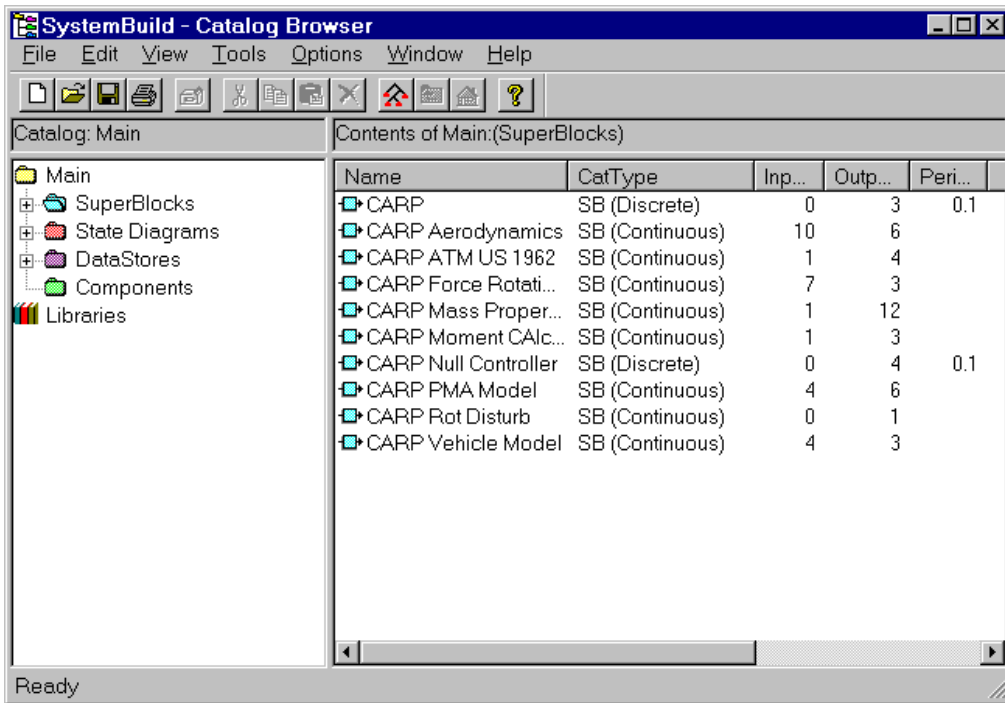 SystemBuild - Catalog Browser
File Edit View Tools Options Window Help
Catalog: Main
Contents of Main:(SuperBlocks)
Main
SuperBlocks
State Diagrams
DataStores
Components
Libraries
Name CatType Inp... Outp... Peri...
CARP SB (Discrete) 0 3 0.1
CARP Aerodynamics SB (Continuous) 10 6
CARP ATM US 1962 SB (Continuous) 1 4
CARP Force Rotati... SB (Continuous) 7 3
CARP Mass Proper... SB (Continuous) 1 12
CARP Moment CAlc... SB (Continuous) 1 3
CARP Null Controller SB (Discrete) 0 4 0.1
CARP PMA Model SB (Continuous) 4 6
CARP Rot Disturb SB (Continuous) 0 1
CARP Vehicle Model SB (Continuous) 4 3
Ready